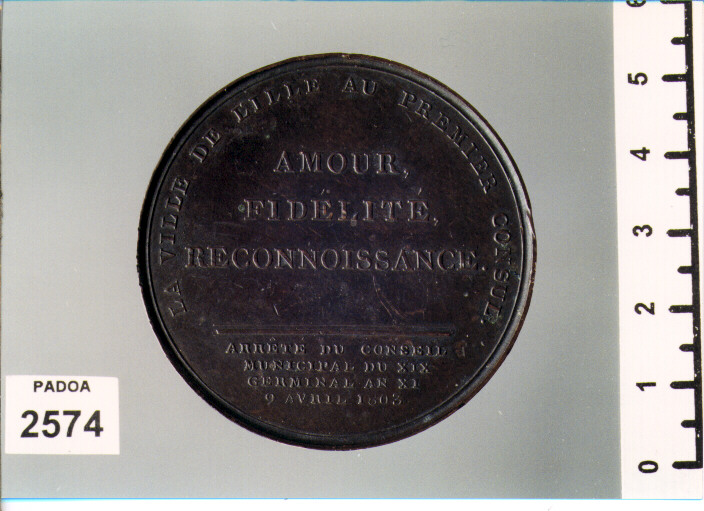 LA VILLE DE LILLE AU PREMIER CONSUL
AMOUR,
FIDÉLITÉ,
RECONNOISSANCE.
ARRÊTÉ DU CONSEIL
MUNICIPAL DU XIX
GERMINAL AN XI
9 AVRIL 1803
PADOA
2574
6
5
4
3
2
1
0